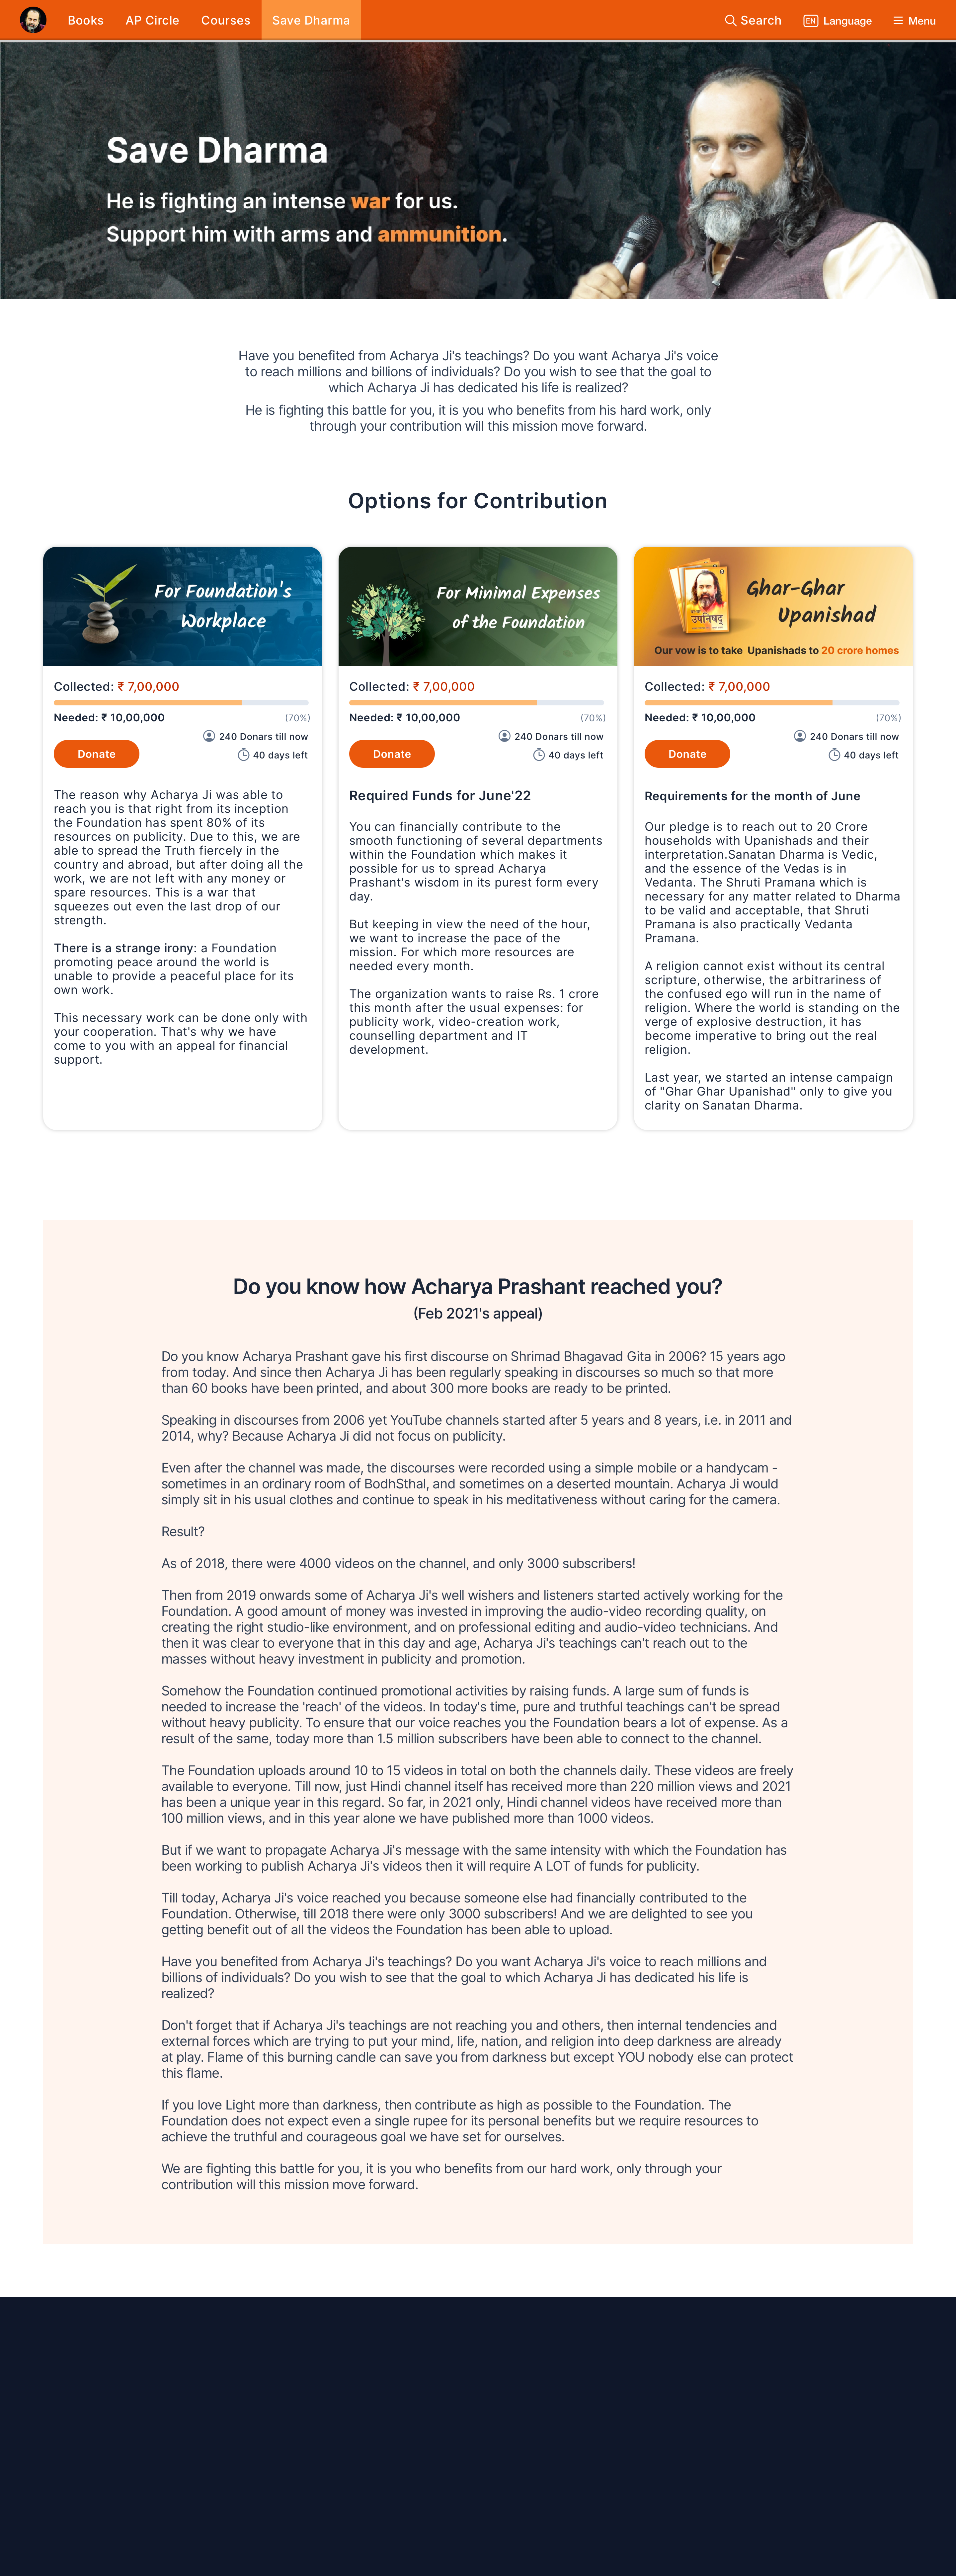 Books AP Circle Courses Save Dharma Search EN Language Menu
Save Dharma
He is fighting an intense war for us.
Support him with arms and ammunition.
Have you benefited from Acharya Ji's teachings? Do you want Acharya Ji's voice
to reach millions and billions of individuals? Do you wish to see that the goal to
which Acharya Ji has dedicated his life is realized?
He is fighting this battle for you, it is you who benefits from his hard work, only
through your contribution will this mission move forward.
Options for Contribution
For Foundation's
Workplace
Collected: ₹ 7,00,000
Needed: ₹ 10,00,000 (70%)
240 Donars till now
Donate
40 days left
The reason why Acharya Ji was able to
reach you is that right from its inception
the Foundation has spent 80% of its
resources on publicity. Due to this, we are
able to spread the Truth fiercely in the
country and abroad, but after doing all the
work, we are not left with any money or
spare resources. This is a war that
squeezes out even the last drop of our
strength.
There is a strange irony: a Foundation
promoting peace around the world is
unable to provide a peaceful place for its
own work.
This necessary work can be done only with
your cooperation. That's why we have
come to you with an appeal for financial
support.
For Minimal Expenses
of the Foundation
Collected: ₹ 7,00,000
Needed: ₹ 10,00,000 (70%)
240 Donars till now
Donate
40 days left
Required Funds for June'22
You can financially contribute to the
smooth functioning of several departments
within the Foundation which makes it
possible for us to spread Acharya
Prashant's wisdom in its purest form every
day.
But keeping in view the need of the hour,
we want to increase the pace of the
mission. For which more resources are
needed every month.
The organization wants to raise Rs. 1 crore
this month after the usual expenses: for
publicity work, video-creation work,
counselling department and IT
development.
उपनिषद्
Ghar-Ghar
Upanishad
Our vow is to take Upanishads to 20 crore homes
Collected: ₹ 7,00,000
Needed: ₹ 10,00,000 (70%)
240 Donars till now
Donate
40 days left
Requirements for the month of June
Our pledge is to reach out to 20 Crore
households with Upanishads and their
interpretation.Sanatan Dharma is Vedic,
and the essence of the Vedas is in
Vedanta. The Shruti Pramana which is
necessary for any matter related to Dharma
to be valid and acceptable, that Shruti
Pramana is also practically Vedanta
Pramana.
A religion cannot exist without its central
scripture, otherwise, the arbitrariness of
the confused ego will run in the name of
religion. Where the world is standing on the
verge of explosive destruction, it has
become imperative to bring out the real
religion.
Last year, we started an intense campaign
of "Ghar Ghar Upanishad" only to give you
clarity on Sanatan Dharma.
Do you know how Acharya Prashant reached you?
(Feb 2021's appeal)
Do you know Acharya Prashant gave his first discourse on Shrimad Bhagavad Gita in 2006? 15 years ago
from today. And since then Acharya Ji has been regularly speaking in discourses so much so that more
than 60 books have been printed, and about 300 more books are ready to be printed.
Speaking in discourses from 2006 yet YouTube channels started after 5 years and 8 years, i.e. in 2011 and
2014, why? Because Acharya Ji did not focus on publicity.
Even after the channel was made, the discourses were recorded using a simple mobile or a handycam -
sometimes in an ordinary room of BodhSthal, and sometimes on a deserted mountain. Acharya Ji would
simply sit in his usual clothes and continue to speak in his meditativeness without caring for the camera.
Result?
As of 2018, there were 4000 videos on the channel, and only 3000 subscribers!
Then from 2019 onwards some of Acharya Ji's well wishers and listeners started actively working for the
Foundation. A good amount of money was invested in improving the audio-video recording quality, on
creating the right studio-like environment, and on professional editing and audio-video technicians. And
then it was clear to everyone that in this day and age, Acharya Ji's teachings can't reach out to the
masses without heavy investment in publicity and promotion.
Somehow the Foundation continued promotional activities by raising funds. A large sum of funds is
needed to increase the 'reach' of the videos. In today's time, pure and truthful teachings can't be spread
without heavy publicity. To ensure that our voice reaches you the Foundation bears a lot of expense. As a
result of the same, today more than 1.5 million subscribers have been able to connect to the channel.
The Foundation uploads around 10 to 15 videos in total on both the channels daily. These videos are freely
available to everyone. Till now, just Hindi channel itself has received more than 220 million views and 2021
has been a unique year in this regard. So far, in 2021 only, Hindi channel videos have received more than
100 million views, and in this year alone we have published more than 1000 videos.
But if we want to propagate Acharya Ji's message with the same intensity with which the Foundation has
been working to publish Acharya Ji's videos then it will require A LOT of funds for publicity.
Till today, Acharya Ji's voice reached you because someone else had financially contributed to the
Foundation. Otherwise, till 2018 there were only 3000 subscribers! And we are delighted to see you
getting benefit out of all the videos the Foundation has been able to upload.
Have you benefited from Acharya Ji's teachings? Do you want Acharya Ji's voice to reach millions and
billions of individuals? Do you wish to see that the goal to which Acharya Ji has dedicated his life is
realized?
Don't forget that if Acharya Ji's teachings are not reaching you and others, then internal tendencies and
external forces which are trying to put your mind, life, nation, and religion into deep darkness are already
at play. Flame of this burning candle can save you from darkness but except YOU nobody else can protect
this flame.
If you love Light more than darkness, then contribute as high as possible to the Foundation. The
Foundation does not expect even a single rupee for its personal benefits but we require resources to
achieve the truthful and courageous goal we have set for ourselves.
We are fighting this battle for you, it is you who benefits from our hard work, only through your
contribution will this mission move forward.